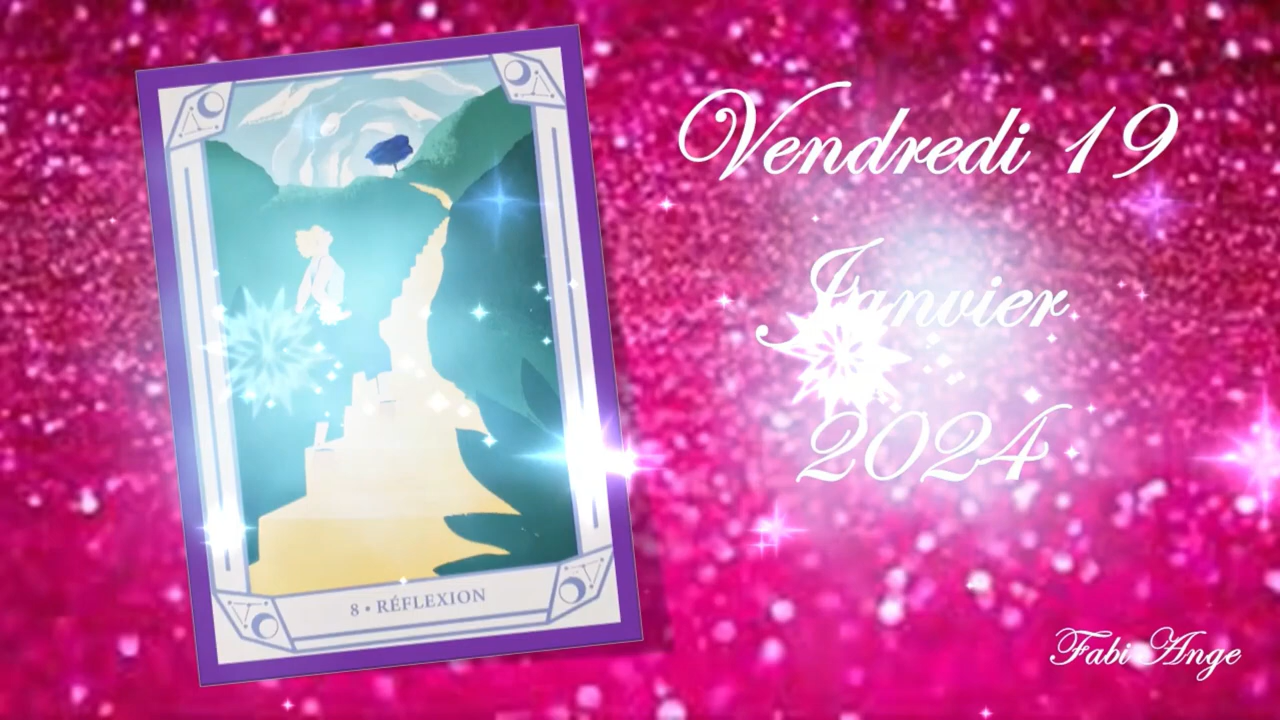 Vendredi 19
Janvier
2024
8 • RÉFLEXION
Fabi Ange